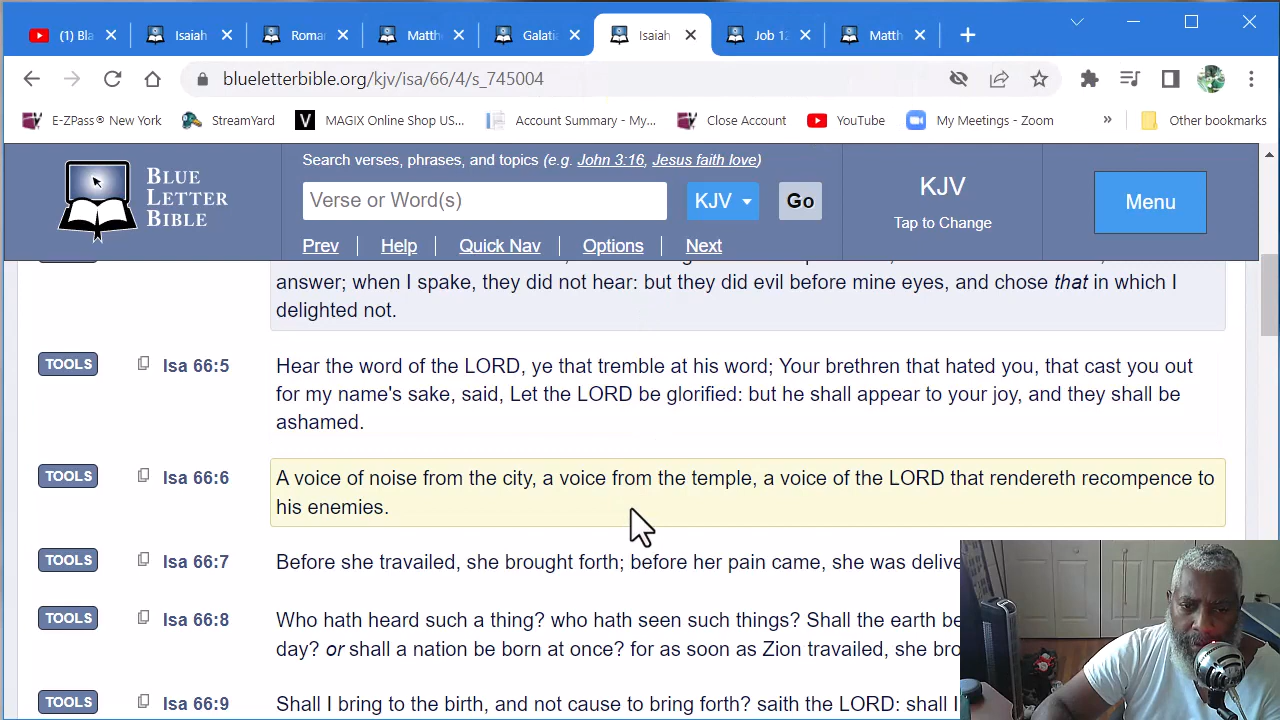 (1) Bla
Isaiah
Roma
Matth
Galati
Isaiah
Job 12
Matth
blueletterbible.org/kjv/isa/66/4/s_745004
E-ZPass® New York
StreamYard
MAGIX Online Shop US...
Account Summary - My...
Close Account
YouTube
My Meetings - Zoom
»
Other bookmarks
BLUE
LETTER
BIBLE
Search verses, phrases, and topics (e.g. John 3:16, Jesus faith love)
Verse or Word(s)
KJV
Go
Prev
Help
Quick Nav
Options
Next
KJV
Tap to Change
Menu
answer; when I spake, they did not hear: but they did evil before mine eyes, and chose that in which I
delighted not.
TOOLS Isa 66:5 Hear the word of the LORD, ye that tremble at his word; Your brethren that hated you, that cast you out
for my name's sake, said, Let the LORD be glorified: but he shall appear to your joy, and they shall be
ashamed.
TOOLS Isa 66:6 A voice of noise from the city, a voice from the temple, a voice of the LORD that rendereth recompence to
his enemies.
TOOLS Isa 66:7 Before she travailed, she brought forth; before her pain came, she was delive
TOOLS Isa 66:8 Who hath heard such a thing? who hath seen such things? Shall the earth be
day? or shall a nation be born at once? for as soon as Zion travailed, she bro
TOOLS Isa 66:9 Shall I bring to the birth, and not cause to bring forth? saith the LORD: shall I